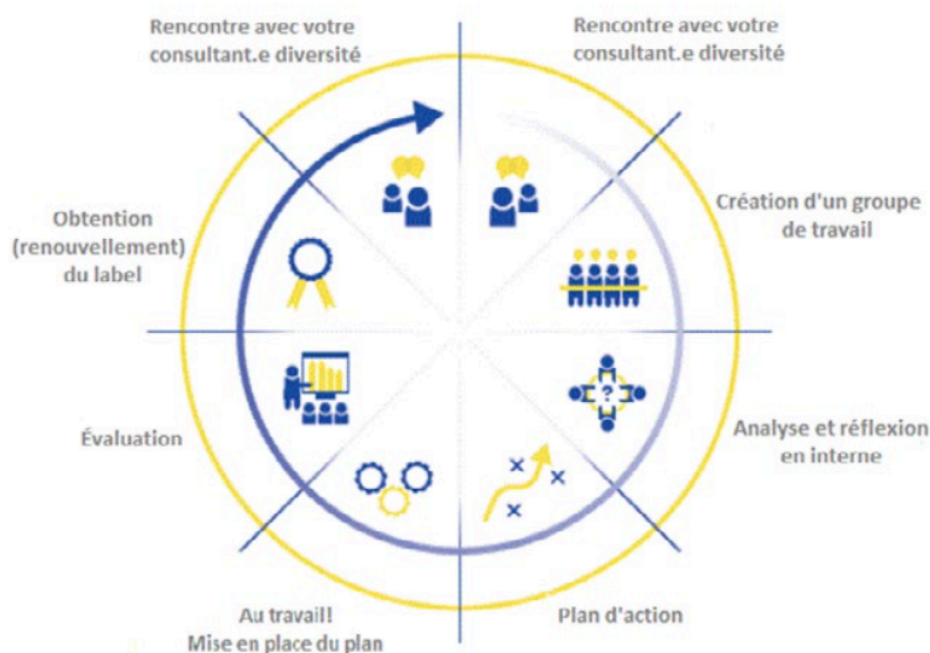 Rencontre avec votre
consultant.e diversité
Rencontre avec votre
consultant.e diversité
Création d'un groupe
de travail
Analyse et réflexion
en interne
Plan d'action
Au travail!
Mise en place du plan
Évaluation
Obtention
(renouvellement)
du label
?